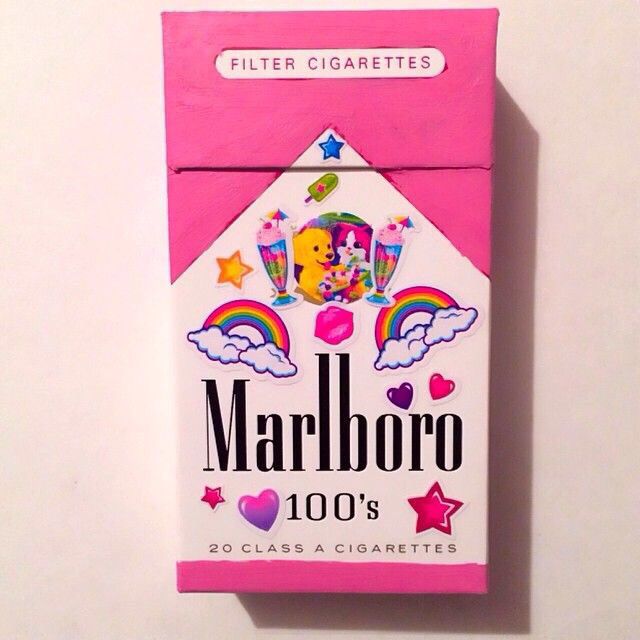 FILTER CIGARETTES
Marlboro
100's
20 CLASS A CIGARETTES